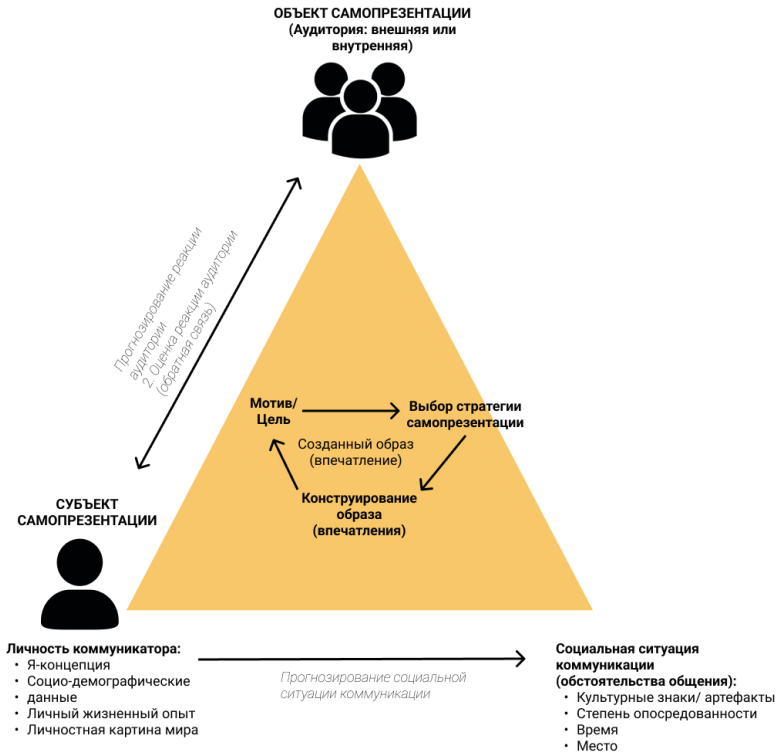 ОБЪЕКТ САМОПРЕЗЕНТАЦИИ
(Аудитория: внешняя или
внутренняя)
Прогнозирование реакции
аудитории
2. Оценка реакции аудитории
(обратная связь)
Мотив/
Цель
Выбор стратегии
самопрезентации
Созданный образ
(впечатление)
Конструирование
образа
(впечатления)
СУБЪЕКТ
САМОПРЕЗЕНТАЦИИ
Личность коммуникатора:
• Я-концепция
• Социо-демографические
• данные
• Личный жизненный опыт
• Личностная картина мира
Прогнозирование социальной
ситуации коммуникации
Социальная ситуация
коммуникации
(обстоятельства общения):
• Культурные знаки/ артефакты
• Степень опосредованности
• Время
• Место